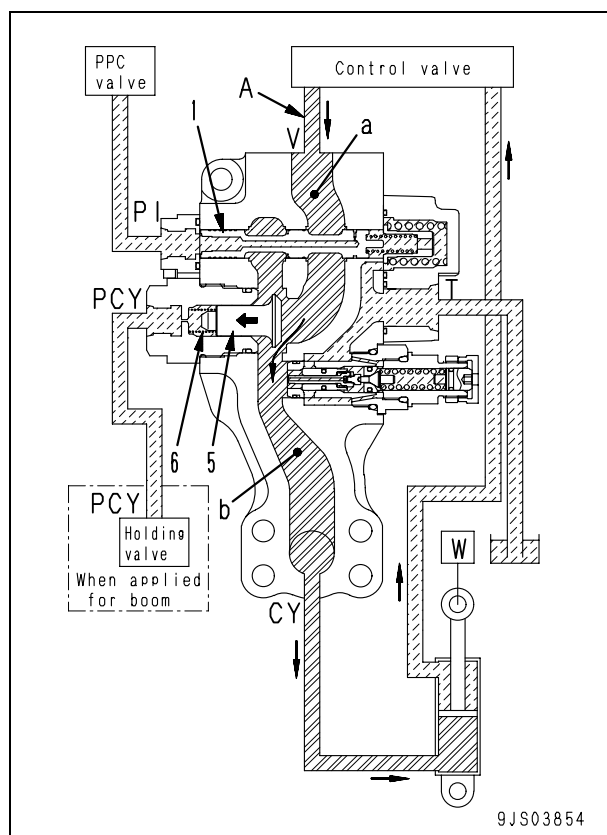 PPC
valve
Control valve
A
1
V
a
PI
PCY
T
6
5
b
PCY
Holding
valve
When applied
for boom
W
CY
9JS03854